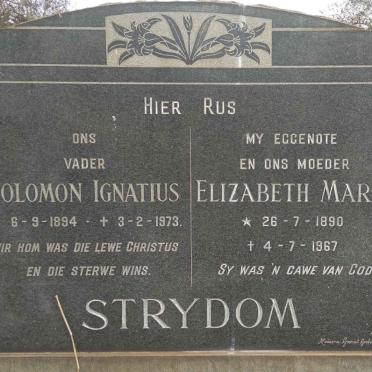 HIER RUS
ONS
VADER
SOLOMON IGNATIUS
6-9-1894 - ✝ 3-2-1973.
VIR HOM WAS DIE LEWE CHRISTUS
EN DIE STERWE WINS.
MY EGGENOTE
EN ONS MOEDER
ELIZABETH MAR
★ 26-7-1890
✝ 4-7-1967
SY WAS 'N GAWE VAN GOD
STRYDOM